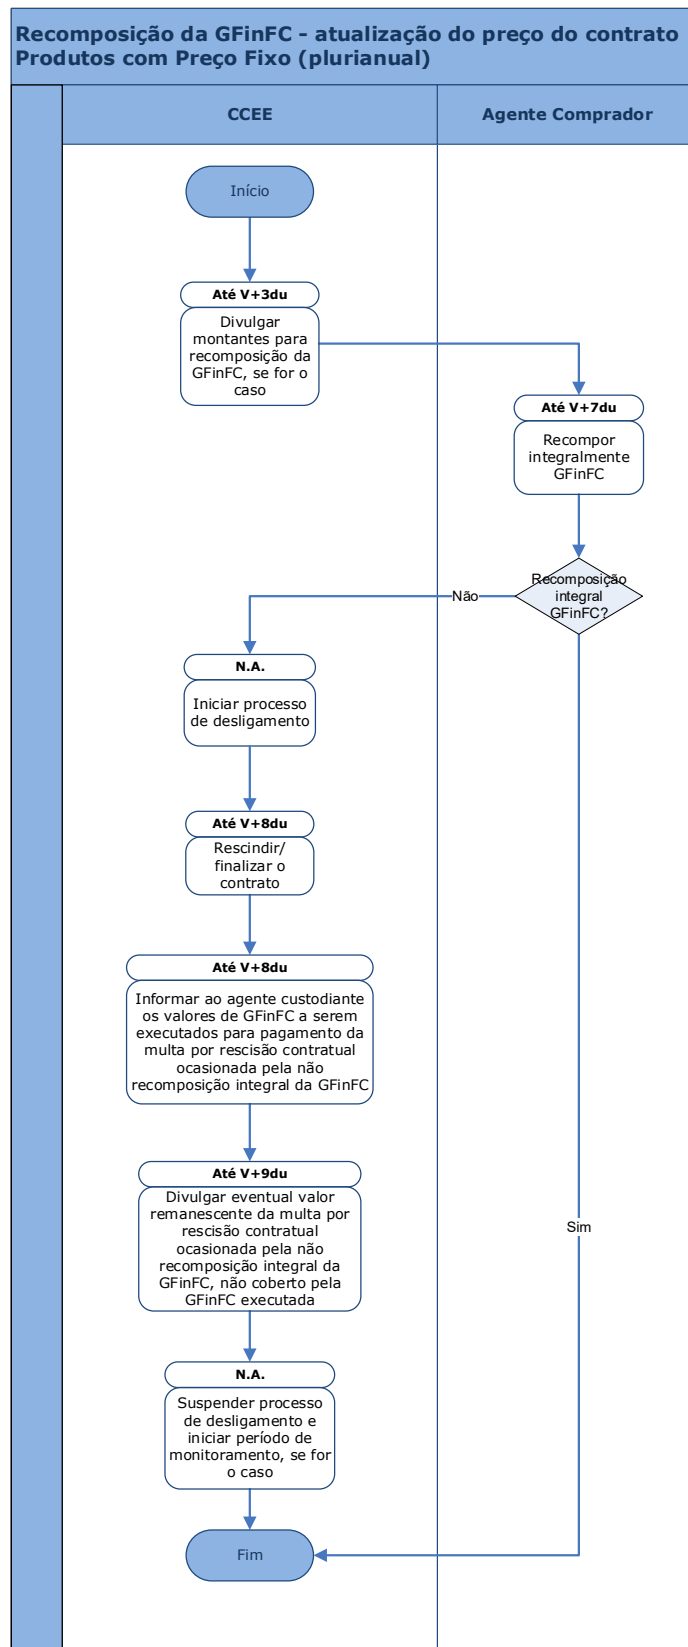 Recomposição da GFinFC - atualização do preço do contrato
Produtos com Preço Fixo (plurianual)
CCEE
Agente Comprador
Início
Até V+3du
Divulgar
montantes para
recomposição da
GFinFC, se for o
caso
Até V+7du
Recompor
integralmente
GFinFC
Recomposição
integral
GFinFC?
Não
N.A.
Iniciar processo
de desligamento
Até V+8du
Rescindir/
finalizar o
contrato
Até V+8du
Informar ao agente custodiante
os valores de GFinFC a serem
executados para pagamento da
multa por rescisão contratual
ocasionada pela não
recomposição integral da GFinFC
Até V+9du
Divulgar eventual valor
remanescente da multa por
rescisão contratual
ocasionada pela não
recomposição integral da
GFinFC, não coberto pela
GFinFC executada
Sim
N.A.
Suspender processo
de desligamento e
iniciar período de
monitoramento, se for
o caso
Fim